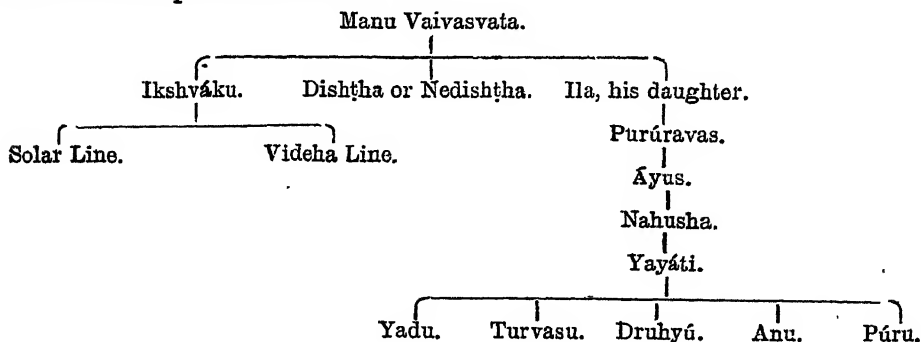 Manu Vaivasvata.
Ikshváku. Dishṭha or Nedishṭha. Ila, his daughter.
Purúravas.
Solar Line. Videha Line.
Áyus.
Nahusha.
Yayáti.
Yadu. Turvasu. Druhyú. Anu. Púru.